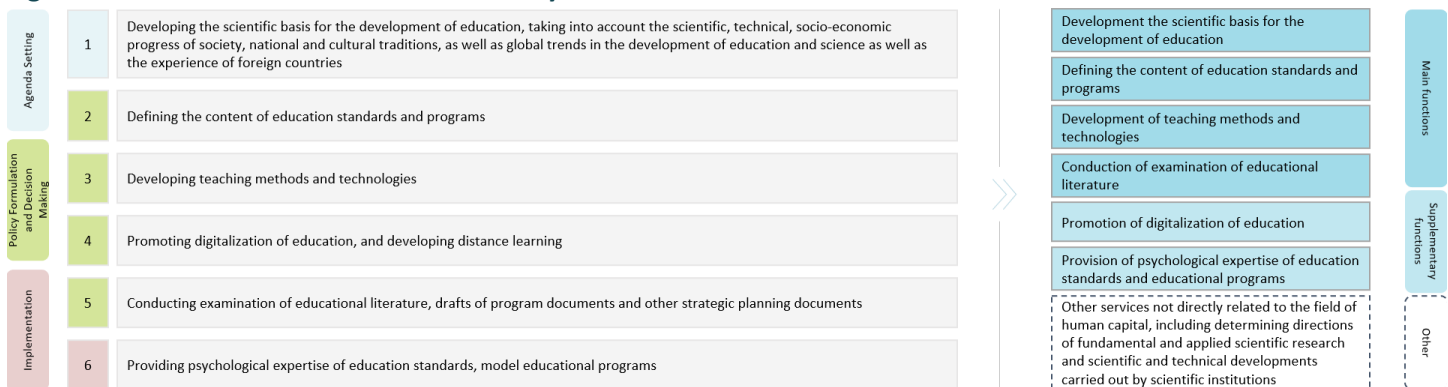 Agenda Setting
1
Developing the scientific basis for the development of education, taking into account the scientific, technical, socio-economic
progress of society, national and cultural traditions, as well as global trends in the development of education and science as well as
the experience of foreign countries
2
Defining the content of education standards and programs
Policy Formulation
and Decision
Making
3
Developing teaching methods and technologies
4
Promoting digitalization of education, and developing distance learning
5
Conducting examination of educational literature, drafts of program documents and other strategic planning documents
Implementation
6
Providing psychological expertise of education standards, model educational programs
Development the scientific basis for the
development of education
Defining the content of education standards and
programs
Development of teaching methods and
technologies
Conduction of examination of educational
literature
Main functions
Promotion of digitalization of education
Provision of psychological expertise of education
standards and educational programs
Supplementary
functions
Other services not directly related to the field of
human capital, including determining directions
of fundamental and applied scientific research
and scientific and technical developments
carried out by scientific institutions
Other